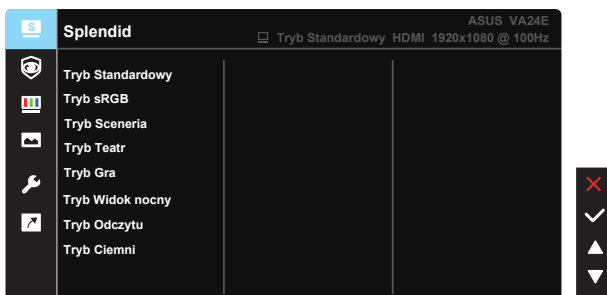 S
Splendid
ASUS VA24E
Tryb Standardowy HDMI 1920x1080 @ 100Hz
Tryb Standardowy
Tryb sRGB
Tryb Sceneria
Tryb Teatr
Tryb Gra
Tryb Widok nocny
Tryb Odczytu
Tryb Ciemni